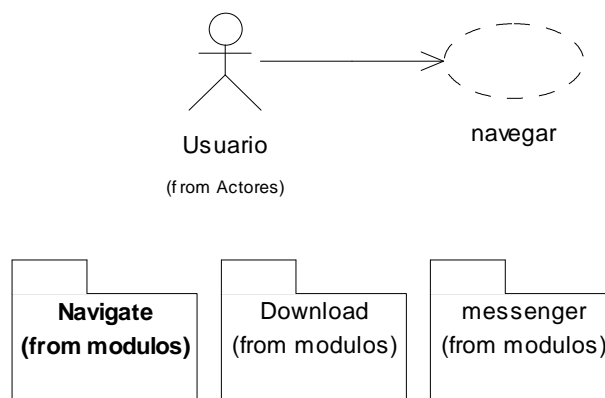 Usuario
(from Actores)
navegar
Navigate
(from modulos)
Download
(from modulos)
messenger
(from modulos)